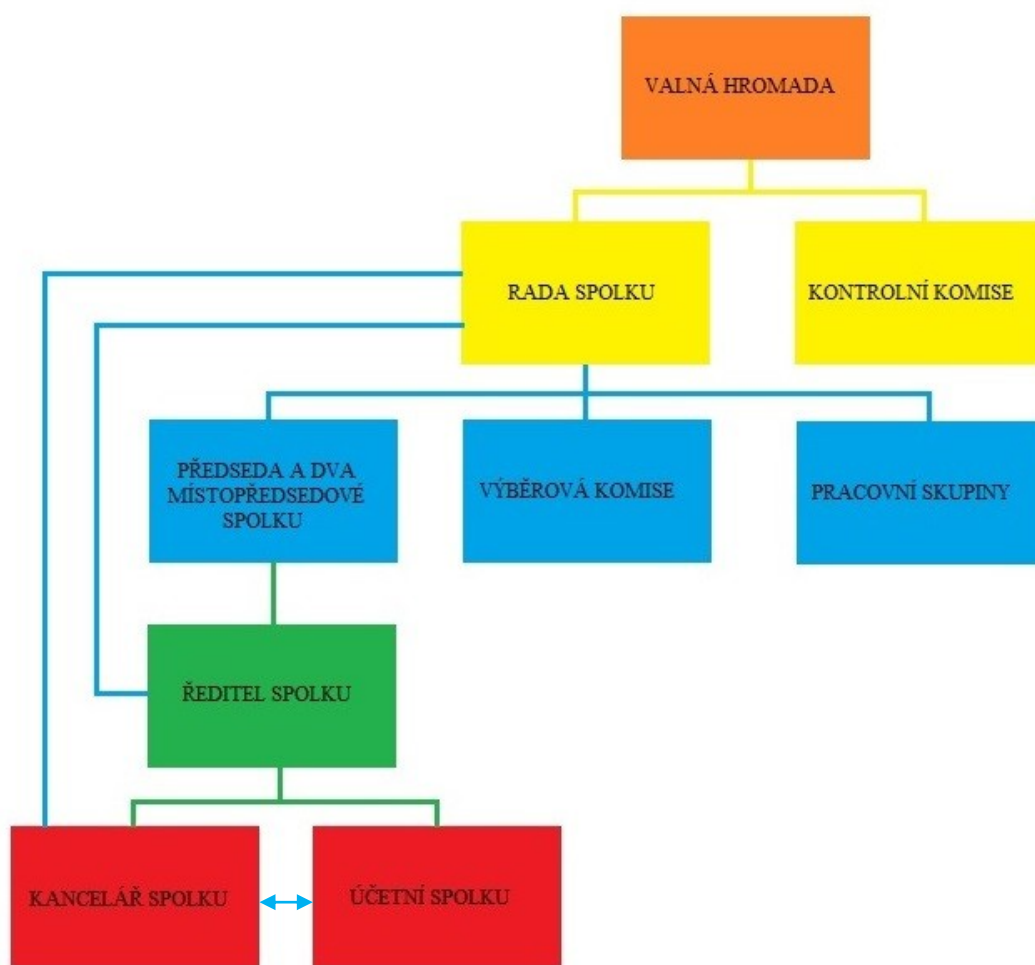 VALNÁ HROMADA
RADA SPOLKU
KONTROLNÍ KOMISE
PŘEDSEDA A DVA
MÍSTOPŘEDSEDOVÉ
SPOLKU
VÝBĚROVÁ KOMISE
PRACOVNÍ SKUPINY
ŘEDITEL SPOLKU
KANCELÁŘ SPOLKU
ÚČETNÍ SPOLKU